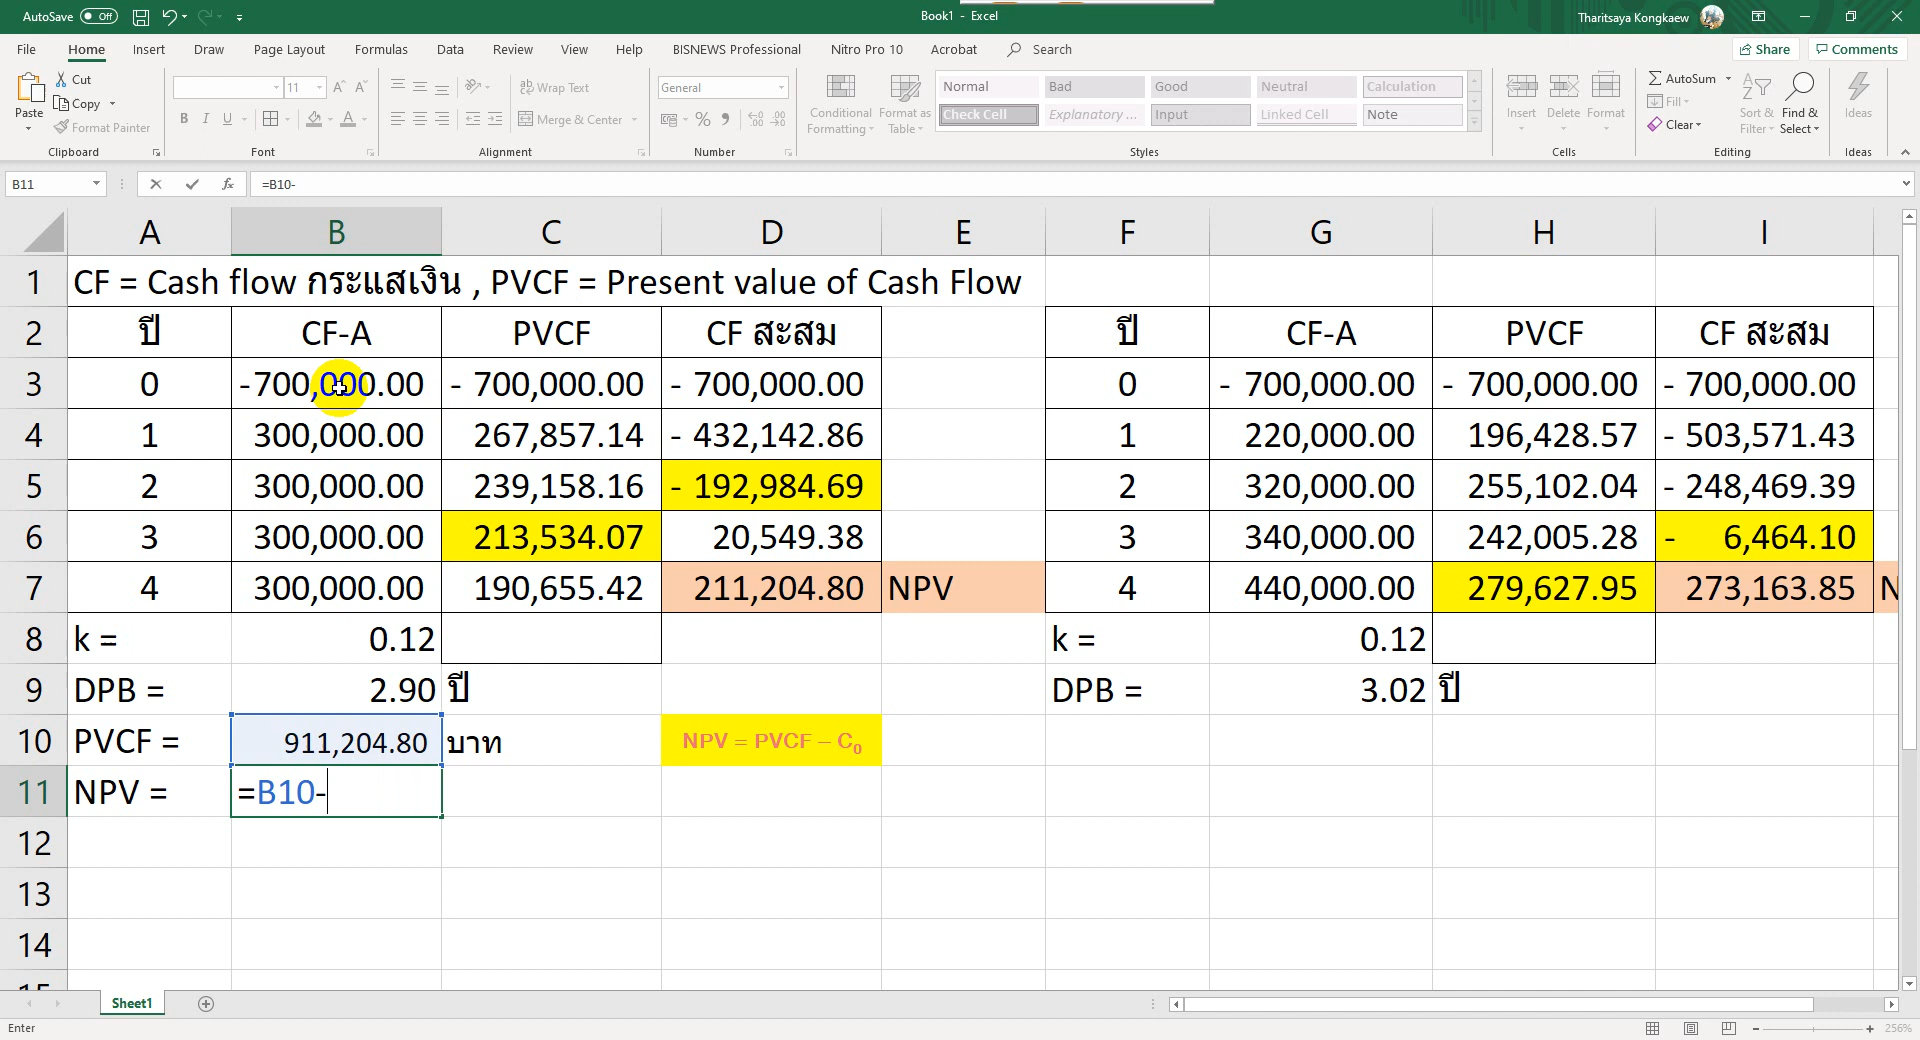 AutoSave Off
Book1 - Excel
Tharitsaya Kongkaew
File Home Insert Draw Page Layout Formulas Data Review View Help BISNEWS Professional Nitro Pro 10 Acrobat Search
Share Comments
Cut
Copy
Format Painter
Paste
Clipboard
11
B I U
Font
Wrap Text
Merge & Center
Alignment
General
Number
Conditional Formatting
Format as Table
Normal Bad Good Neutral Calculation
Check Cell Explanatory ... Input Linked Cell Note
Styles
Insert Delete Format
Cells
AutoSum
Fill
Clear
Sort & Filter
Find & Select
Editing
Ideas
Ideas
B11 fx =B10-
A B C D E F G H I
1 CF = Cash flow กระแสเงิน , PVCF = Present value of Cash Flow
2 ปี CF-A PVCF CF สะสม ปี CF-A PVCF CF สะสม
3 0 -700,000.00 - 700,000.00 - 700,000.00 0 - 700,000.00 - 700,000.00 - 700,000.00
4 1 300,000.00 267,857.14 - 432,142.86 1 220,000.00 196,428.57 - 503,571.43
5 2 300,000.00 239,158.16 - 192,984.69 2 320,000.00 255,102.04 - 248,469.39
6 3 300,000.00 213,534.07 20,549.38 3 340,000.00 242,005.28 - 6,464.10
7 4 300,000.00 190,655.42 211,204.80 NPV 4 440,000.00 279,627.95 273,163.85 N
8 k = 0.12 k = 0.12
9 DPB = 2.90 ปี DPB = 3.02 ปี
10 PVCF = 911,204.80 บาท NPV = PVCF – C₀
11 NPV = =B10-
12
13
14
15
Sheet1
Enter
256%